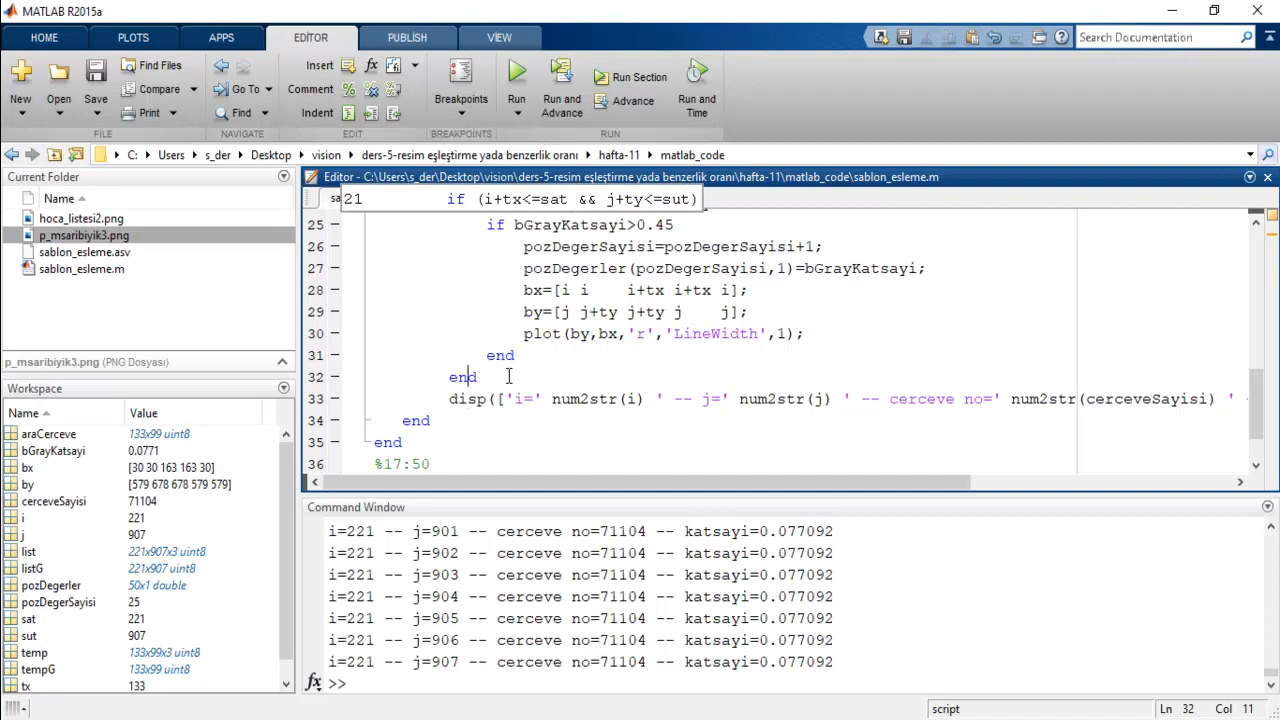 MATLAB R2015a
HOME PLOTS APPS EDİTÖR PUBLİSH VİEW Search Documentation
New Open Save Find Files Compare Print
Go To Find
Insert fx
Comment
Indent
Breakpoints
Run Run and Advance Run Section Advance Run and Time
FİLE NAVIGATE EDİT BREAKPOINTS RUN
C: Users s_der Desktop vision ders-5-resim eşleştirme yada benzerlik oranı hafta-11 matlab_code
Current Folder
Name
hoca_listesi2.png
p_msaribiyik3.png
sablon_esleme.asv
sablon_esleme.m
p_msaribiyik3.png (PNG Dosyası)
Workspace
Name Value
araCerceve 133x99 uint8
bGrayKatsayi 0.0771
bx [30 30 163 163 30]
by [579 678 678 579 579]
cerceveSayisi 71104
i 221
j 907
list 221x907x3 uint8
listG 221x907 uint8
pozDegerler 50x1 double
pozDegerSayisi 25
sat 221
sut 907
temp 133x99x3 uint8
tempG 133x99 uint8
tx 133
Editor - C:\Users\s_der\Desktop\vision\ders-5-resim eşleştirme yada benzerlik oranı\hafta-11\matlab_code\sablon_esleme.m
21 if (i+tx<=sat && j+ty<=sut)
25 if bGrayKatsayi>0.45
26 pozDegerSayisi=pozDegerSayisi+1;
27 pozDegerler(pozDegerSayisi,1)=bGrayKatsayi;
28 bx=[i i i+tx i+tx i];
29 by=[j j+ty j+ty j j];
30 plot(by,bx,'r','LineWidth',1);
31 end
32 end
33 disp(['i=' num2str(i) ' -- j=' num2str(j) ' -- cerceve no=' num2str(cerceveSayisi) ' -
34 end
35 end
36 %17:50
Command Window
i=221 -- j=901 -- cerceve no=71104 -- katsayi=0.077092
i=221 -- j=902 -- cerceve no=71104 -- katsayi=0.077092
i=221 -- j=903 -- cerceve no=71104 -- katsayi=0.077092
i=221 -- j=904 -- cerceve no=71104 -- katsayi=0.077092
i=221 -- j=905 -- cerceve no=71104 -- katsayi=0.077092
i=221 -- j=906 -- cerceve no=71104 -- katsayi=0.077092
i=221 -- j=907 -- cerceve no=71104 -- katsayi=0.077092
fx >>
script Ln 32 Col 11